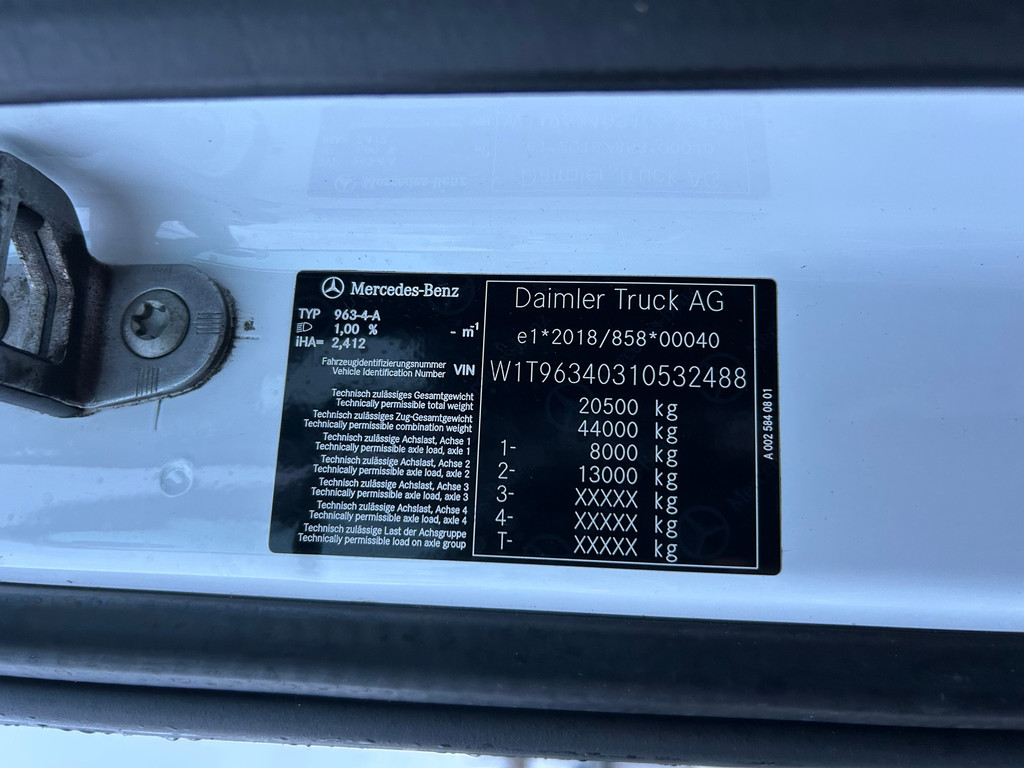 Mercedes-Benz
TYP 963-4-A
1,00 % - m-1
iHA= 2,412
Fahrzeugidentifizierungsnummer
Vehicle Identification Number VIN
Technisch zulässiges Gesamtgewicht
Technically permissible total weight
Technisch zulässiges Zug-Gesamtgewicht
Technically permissible combination weight
Technisch zulässige Achslast, Achse 1
Technically permissible axle load, axle 1
Technisch zulässige Achslast, Achse 2
Technically permissible axle load, axle 2
Technisch zulässige Achslast, Achse 3
Technically permissible axle load, axle 3
Technisch zulässige Achslast, Achse 4
Technically permissible axle load, axle 4
Technisch zulässige Last der Achsgruppe
Technically permissible load on axle group
Daimler Truck AG
e1*2018/858*00040
W1T96340310532488
20500 kg
44000 kg
1- 8000 kg
2- 13000 kg
3- XXXXX kg
4- XXXXX kg
T- XXXXX kg
A 002 584 08 01